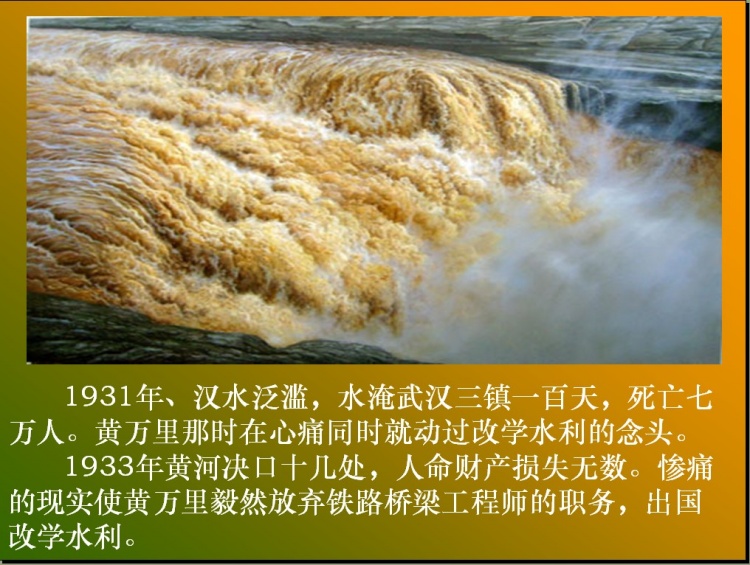 1931年、汉水泛滥，水淹武汉三镇一百天，死亡七
万人。黄万里那时在心痛同时就动过改学水利的念头。
1933年黄河决口十几处，人命财产损失无数。惨痛
的现实使黄万里毅然放弃铁路桥梁工程师的职务，出国
改学水利。